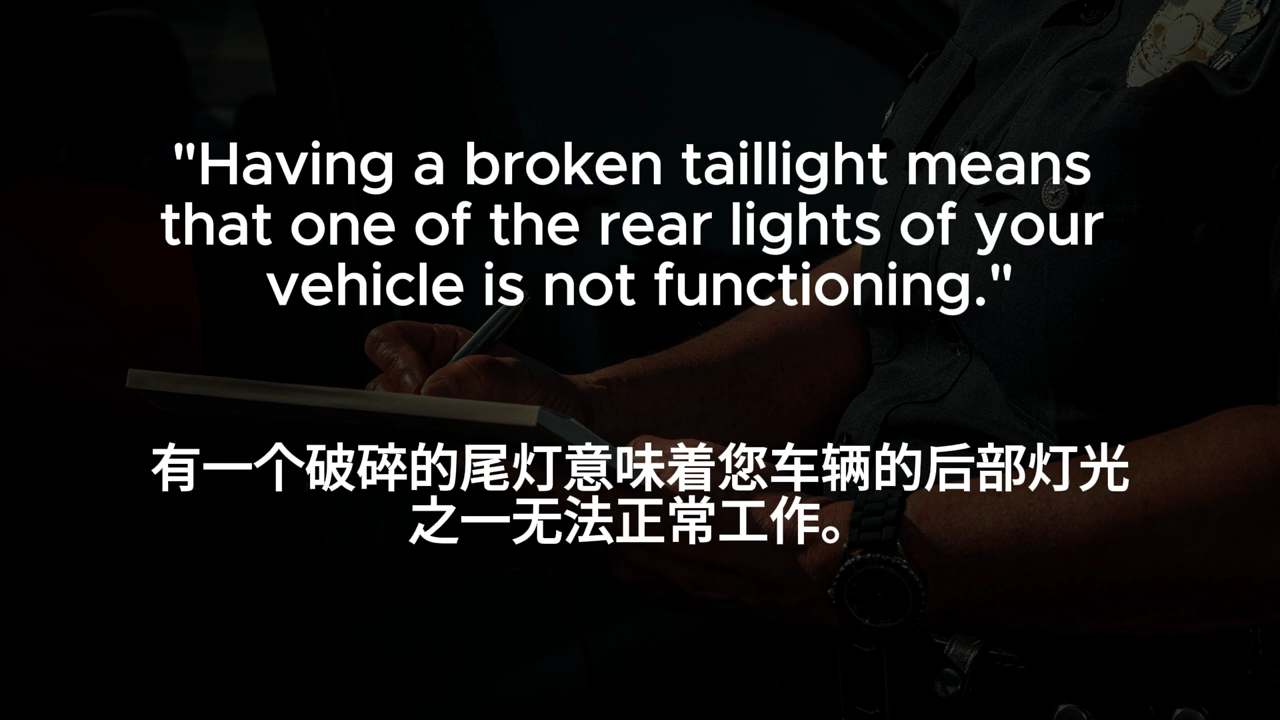 "Having a broken taillight means
that one of the rear lights of your
vehicle is not functioning."
有一个破碎的尾灯意味着您车辆的后部灯光
之一无法正常工作。